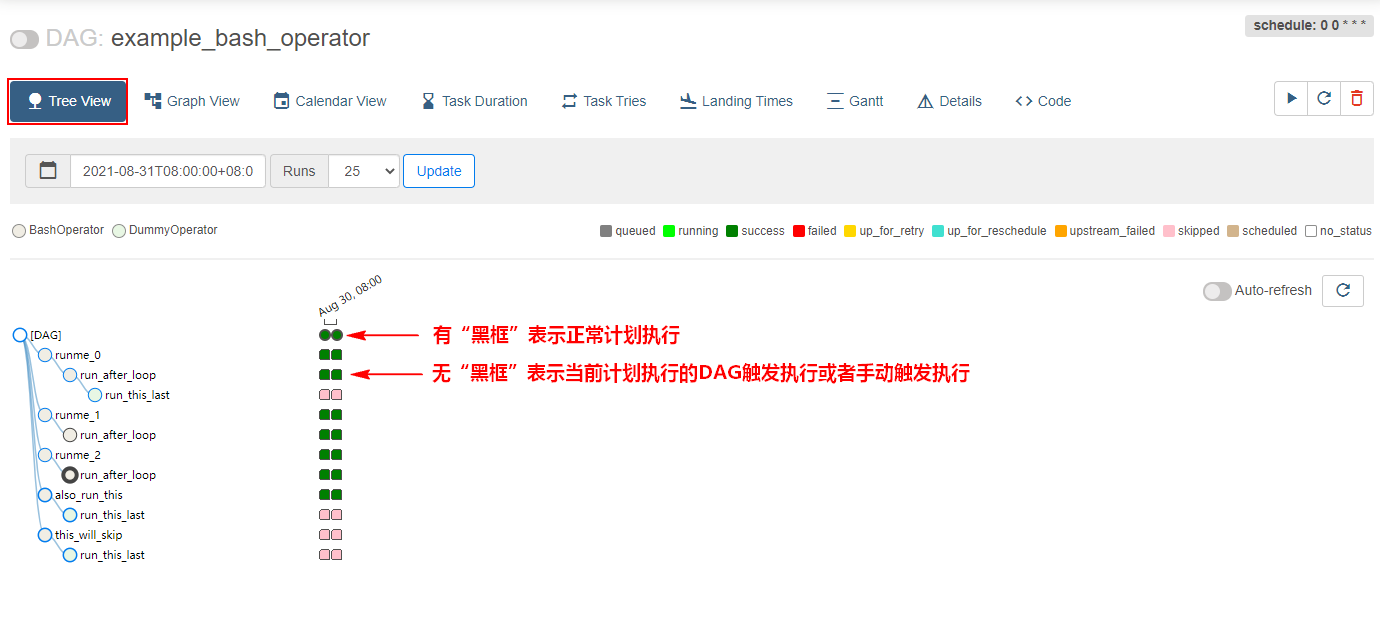 DAG: example_bash_operator
schedule: 0 0 * * *
Tree View Graph View Calendar View Task Duration Task Tries Landing Times Gantt Details Code
2021-08-31T08:00:00+08:0 Runs 25 Update
BashOperator DummyOperator queued running success failed up_for_retry up_for_reschedule upstream_failed skipped scheduled no_status
Aug 30, 08:00
Auto-refresh
[DAG] 有“黑框”表示正常计划执行
runme_0
run_after_loop 无“黑框”表示当前计划执行的DAG触发执行或者手动触发执行
run_this_last
runme_1
run_after_loop
runme_2
run_after_loop
also_run_this
run_this_last
this_will_skip
run_this_last